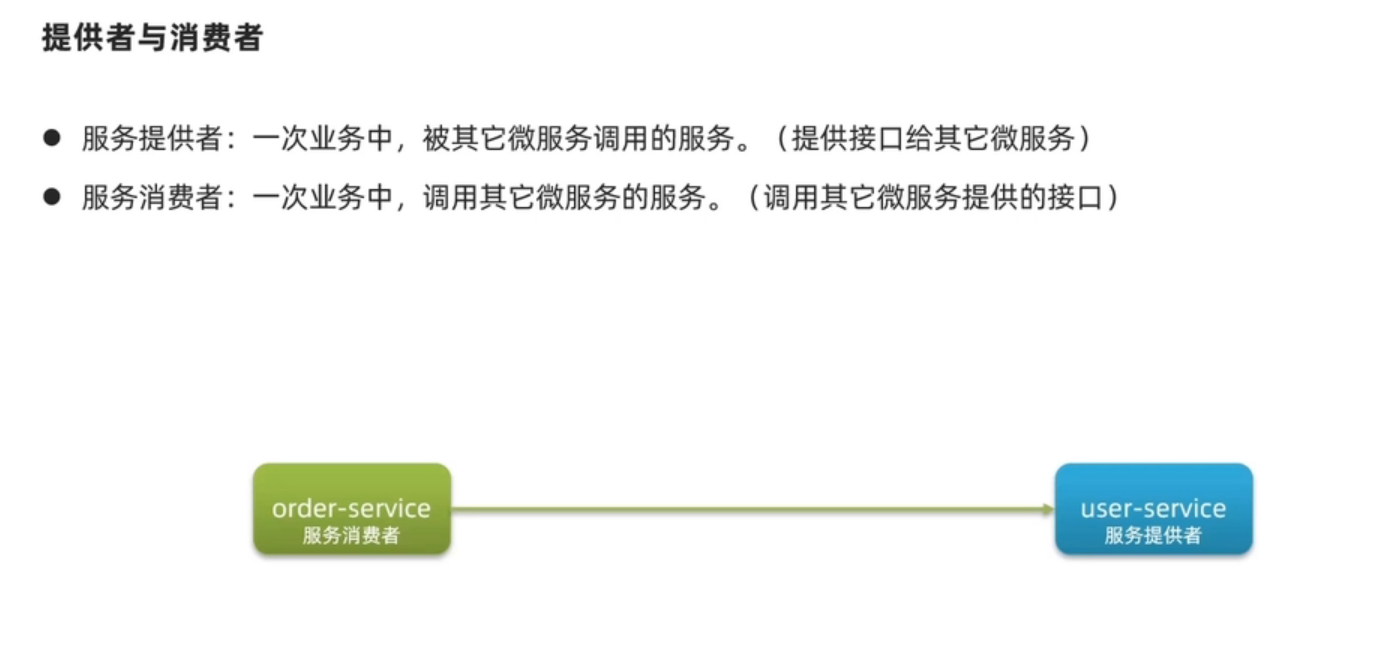 提供者与消费者
● 服务提供者：一次业务中，被其它微服务调用的服务。（提供接口给其它微服务）
● 服务消费者：一次业务中，调用其它微服务的服务。（调用其它微服务提供的接口）
order-service
服务消费者
user-service
服务提供者